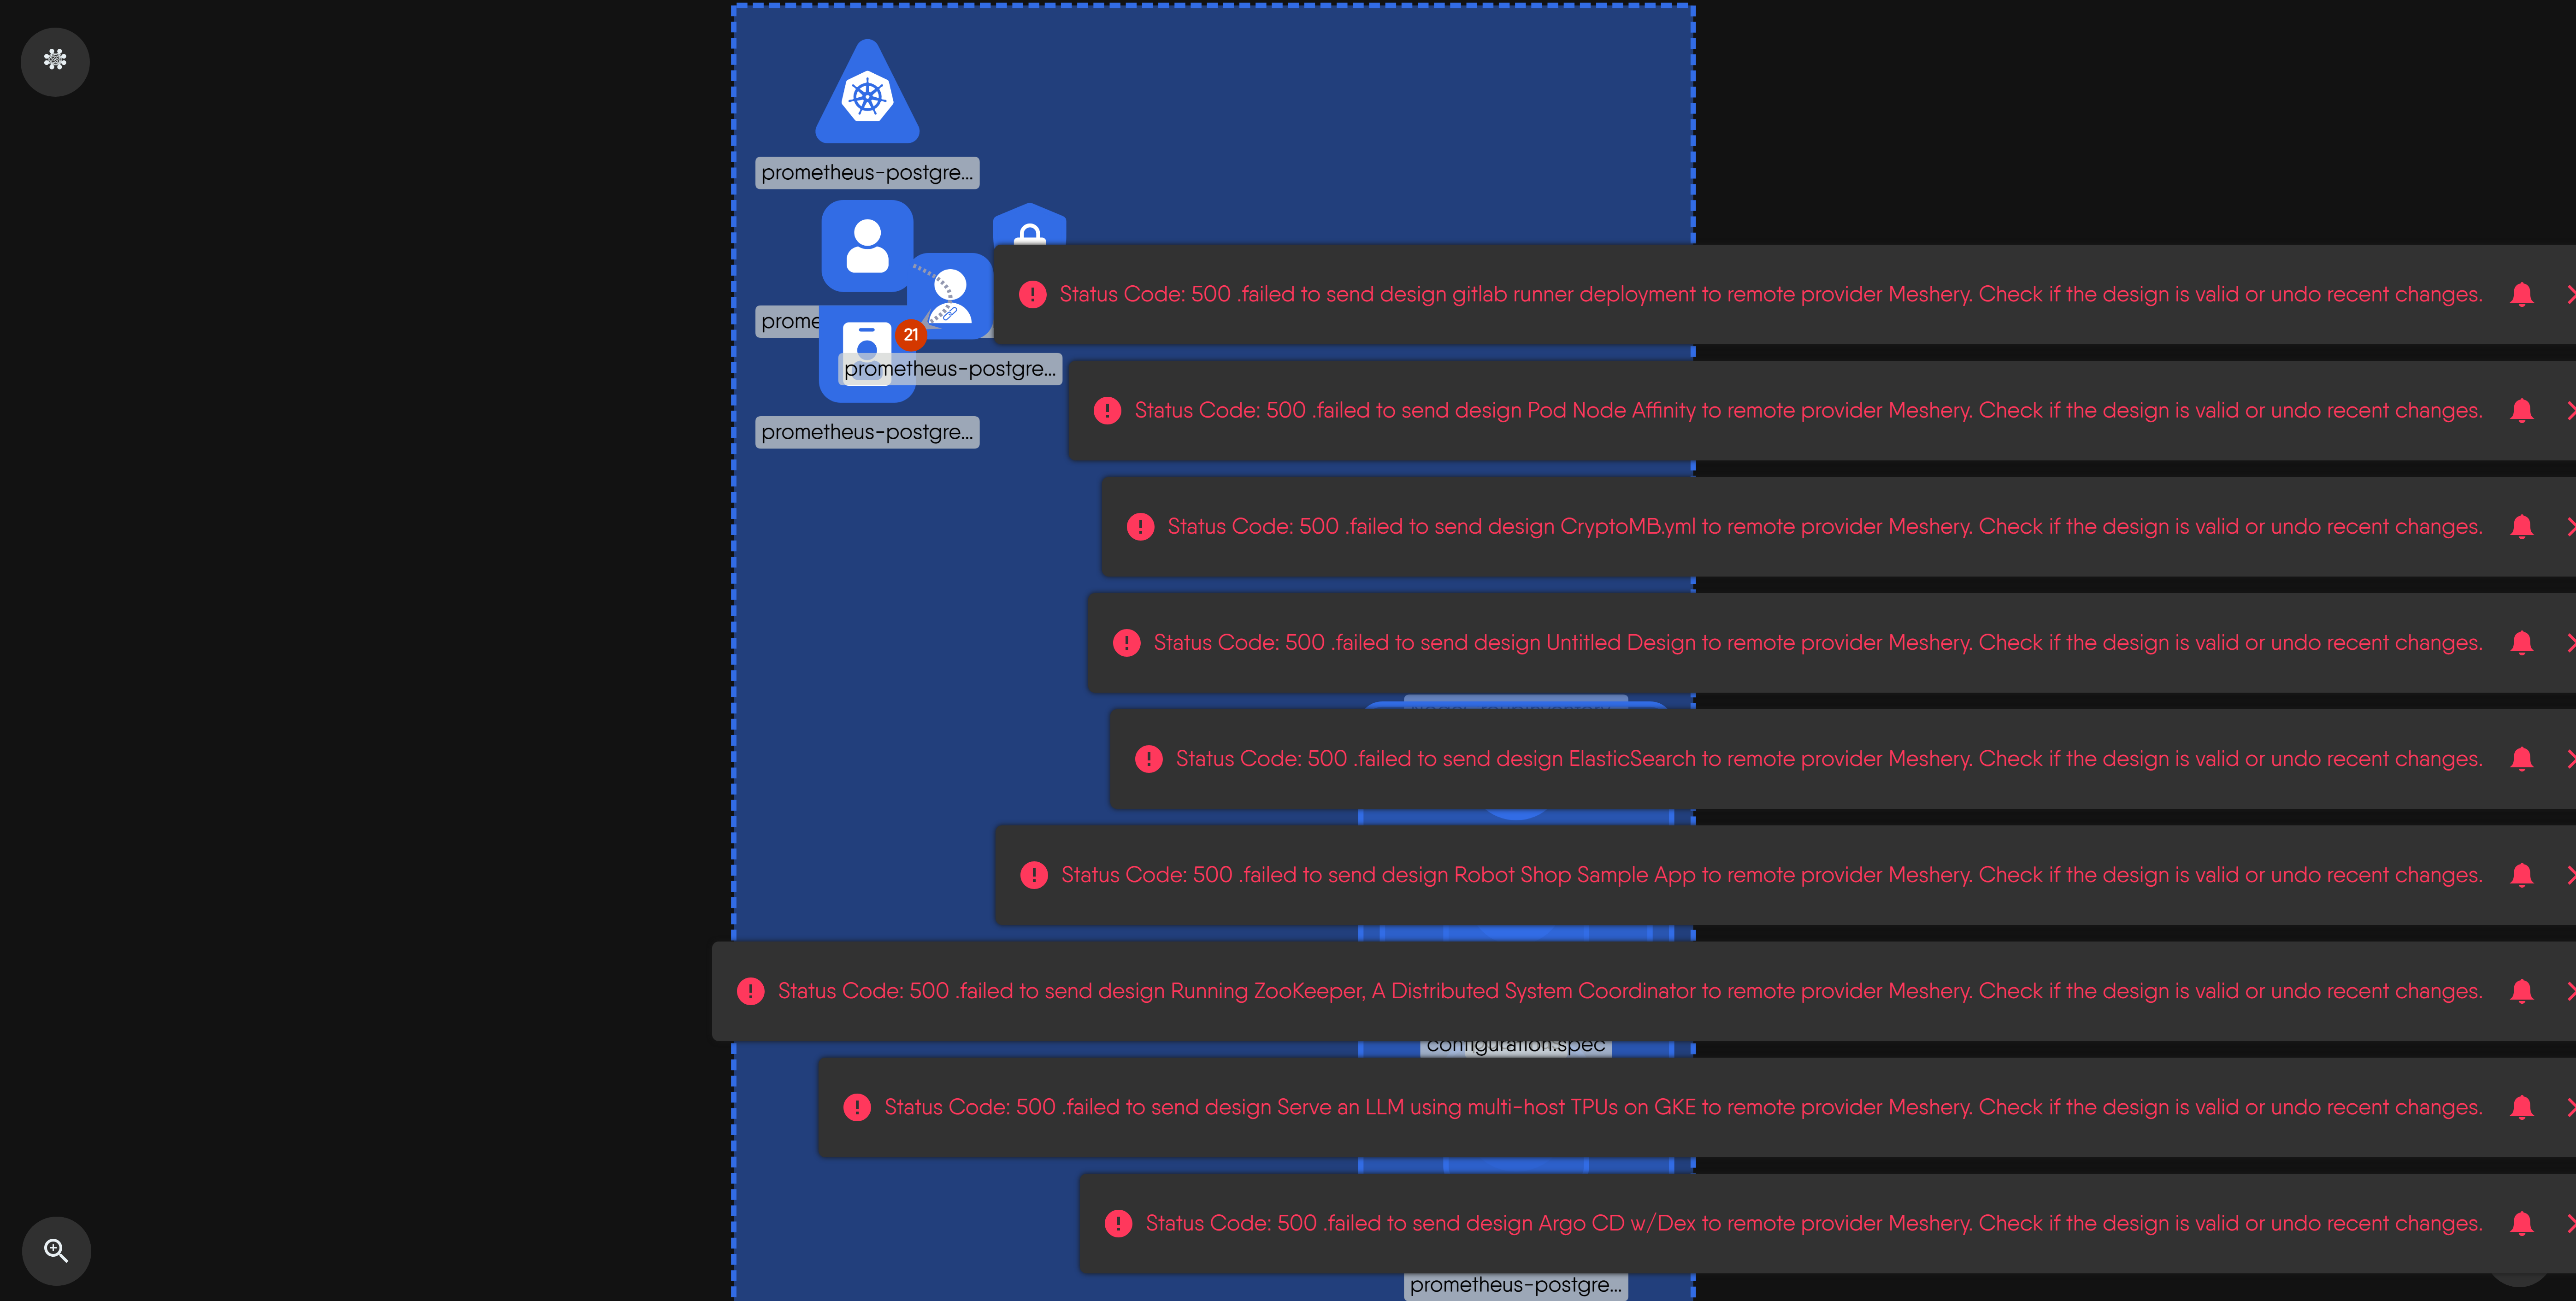 prometheus-postgre...
Status Code: 500 .failed to send design gitlab runner deployment to remote provider Meshery. Check if the design is valid or undo recent changes.
prome
21
prometheus-postgre...
Status Code: 500 .failed to send design Pod Node Affinity to remote provider Meshery. Check if the design is valid or undo recent changes.
prometheus-postgre...
Status Code: 500 .failed to send design CryptoMB.yml to remote provider Meshery. Check if the design is valid or undo recent changes.
Status Code: 500 .failed to send design Untitled Design to remote provider Meshery. Check if the design is valid or undo recent changes.
Status Code: 500 .failed to send design ElasticSearch to remote provider Meshery. Check if the design is valid or undo recent changes.
Status Code: 500 .failed to send design Robot Shop Sample App to remote provider Meshery. Check if the design is valid or undo recent changes.
Status Code: 500 .failed to send design Running ZooKeeper, A Distributed System Coordinator to remote provider Meshery. Check if the design is valid or undo recent changes.
configuration.spec
Status Code: 500 .failed to send design Serve an LLM using multi-host TPUs on GKE to remote provider Meshery. Check if the design is valid or undo recent changes.
Status Code: 500 .failed to send design Argo CD w/Dex to remote provider Meshery. Check if the design is valid or undo recent changes.
prometheus-postgre...